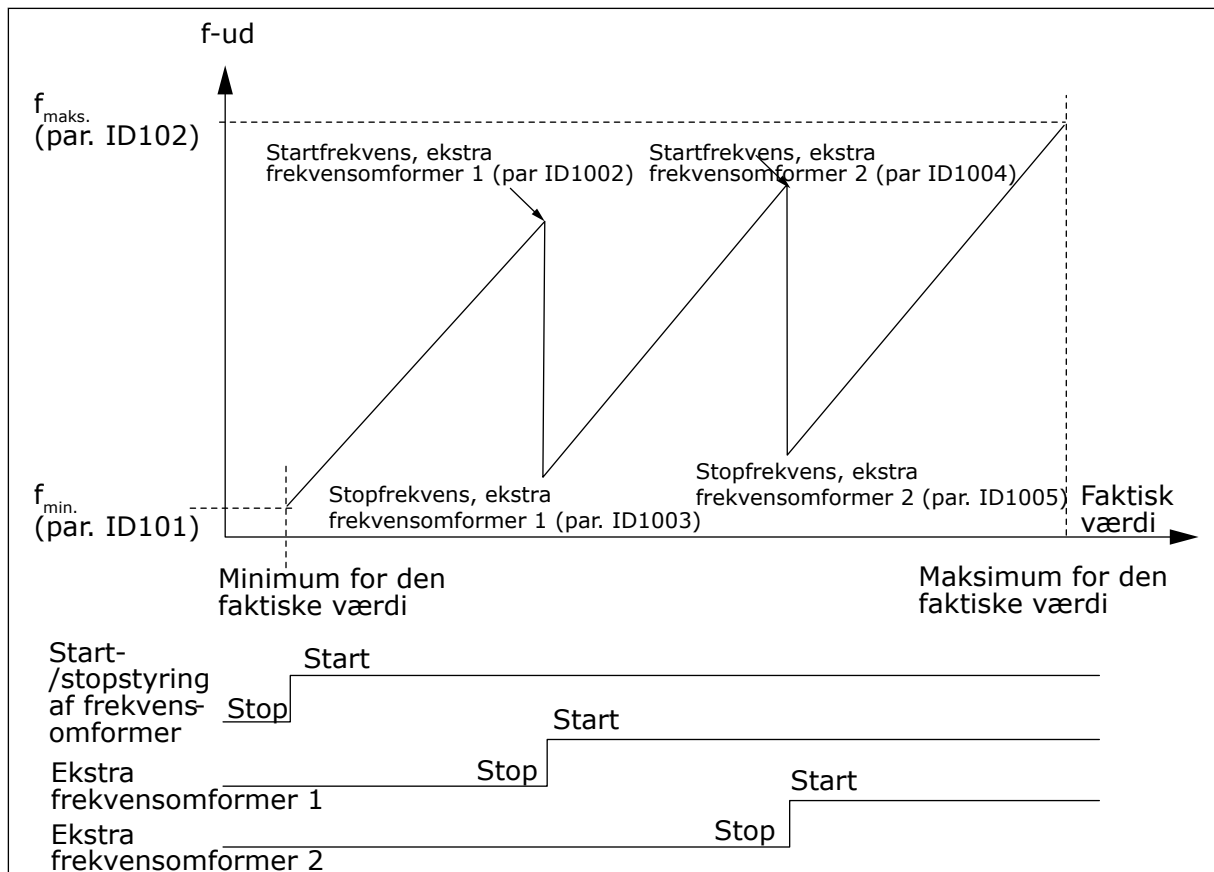 f-ud
fmaks.
(par. ID102)
Startfrekvens, ekstra
frekvensomformer 1 (par ID1002)
Startfrekvens, ekstra
frekvensomformer 2 (par ID1004)
Stopfrekvens, ekstra
frekvensomformer 1 (par. ID1003)
Stopfrekvens, ekstra
frekvensomformer 2 (par. ID1005)
fmin.
(par. ID101)
Faktisk
værdi
Minimum for den
faktiske værdi
Maksimum for den
faktiske værdi
Start-
/stopstyring
af frekvens-
omformer
Stop
Start
Ekstra
frekvensomformer 1
Stop
Start
Ekstra
frekvensomformer 2
Stop
Start